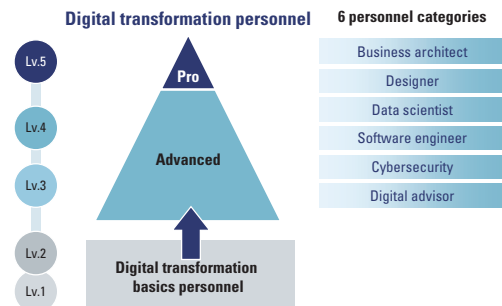 Digital transformation personnel
6 personnel categories
Lv.5
Lv.4
Lv.3
Lv.2
Lv.1
Pro
Advanced
Digital transformation
basics personnel
Business architect
Designer
Data scientist
Software engineer
Cybersecurity
Digital advisor